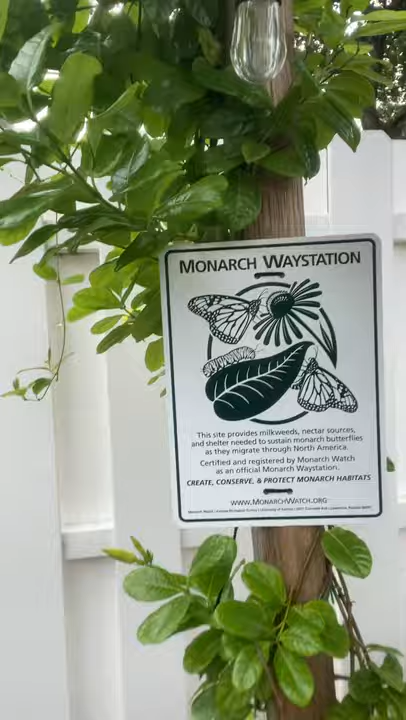 MONARCH WAYSTATION
This site provides milkweeds, nectar sources,
and shelter needed to sustain monarch butterflies
as they migrate through North America.
Certified and registered by Monarch Watch
as an official Monarch Waystation.
CREATE, CONSERVE, & PROTECT MONARCH HABITATS
WWW.MONARCHWATCH.ORG